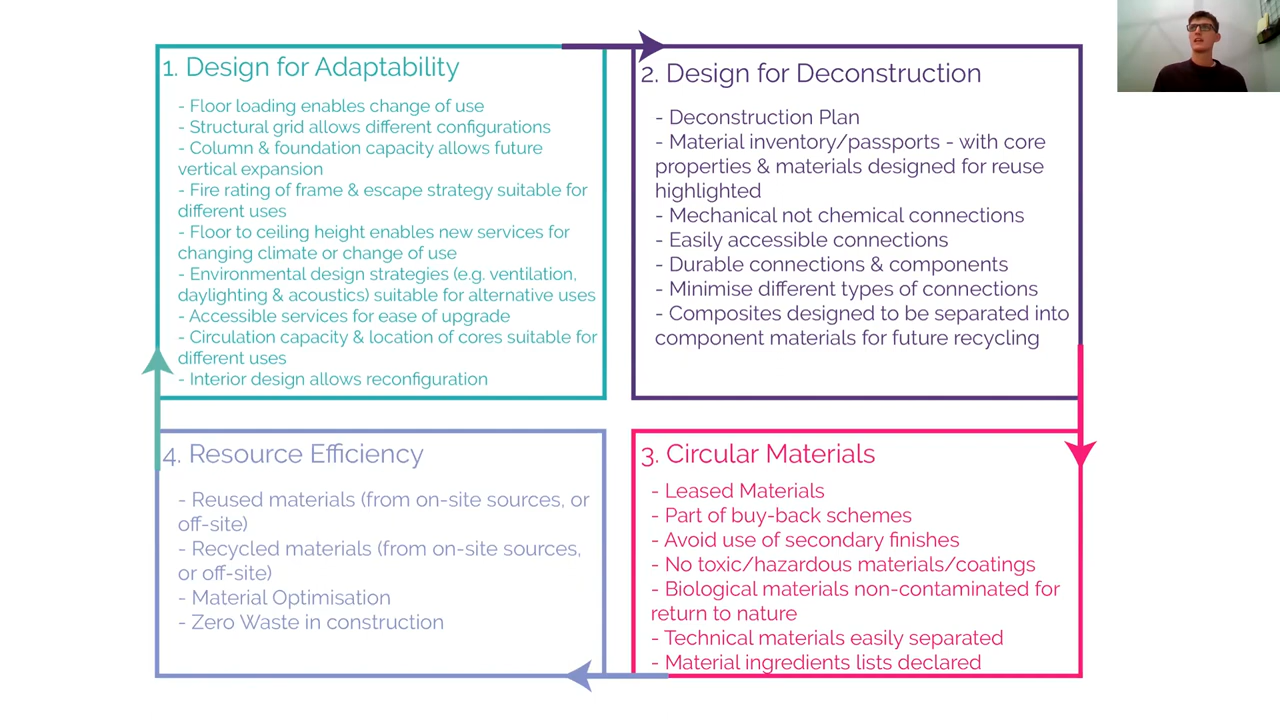 1. Design for Adaptability
- Floor loading enables change of use
- Structural grid allows different configurations
- Column & foundation capacity allows future
vertical expansion
- Fire rating of frame & escape strategy suitable for
different uses
- Floor to ceiling height enables new services for
changing climate or change of use
- Environmental design strategies (e.g. ventilation,
daylighting & acoustics) suitable for alternative uses
- Accessible services for ease of upgrade
- Circulation capacity & location of cores suitable for
different uses
- Interior design allows reconfiguration
2. Design for Deconstruction
- Deconstruction Plan
- Material inventory/passports - with core
properties & materials designed for reuse
highlighted
- Mechanical not chemical connections
- Easily accessible connections
- Durable connections & components
- Minimise different types of connections
- Composites designed to be separated into
component materials for future recycling
3. Circular Materials
- Leased Materials
- Part of buy-back schemes
- Avoid use of secondary finishes
- No toxic/hazardous materials/coatings
- Biological materials non-contaminated for
return to nature
- Technical materials easily separated
- Material ingredients lists declared
4. Resource Efficiency
- Reused materials (from on-site sources, or
off-site)
- Recycled materials (from on-site sources,
or off-site)
- Material Optimisation
- Zero Waste in construction